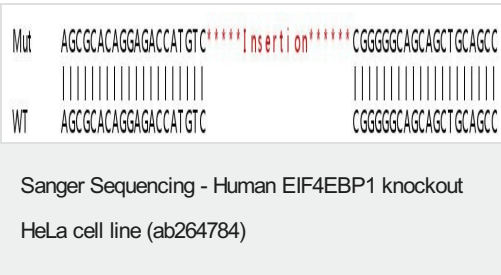 Mut AGCGCACAGGAGACCATGTC*****Insertion******CGGGGGCAGCAGCTGCAGCC
||||||||||||||||||||                    ||||||||||||||||||||
WT AGCGCACAGGAGACCATGTC CGGGGGCAGCAGCTGCAGCC
Sanger Sequencing - Human EIF4EBP1 knockout
HeLa cell line (ab264784)